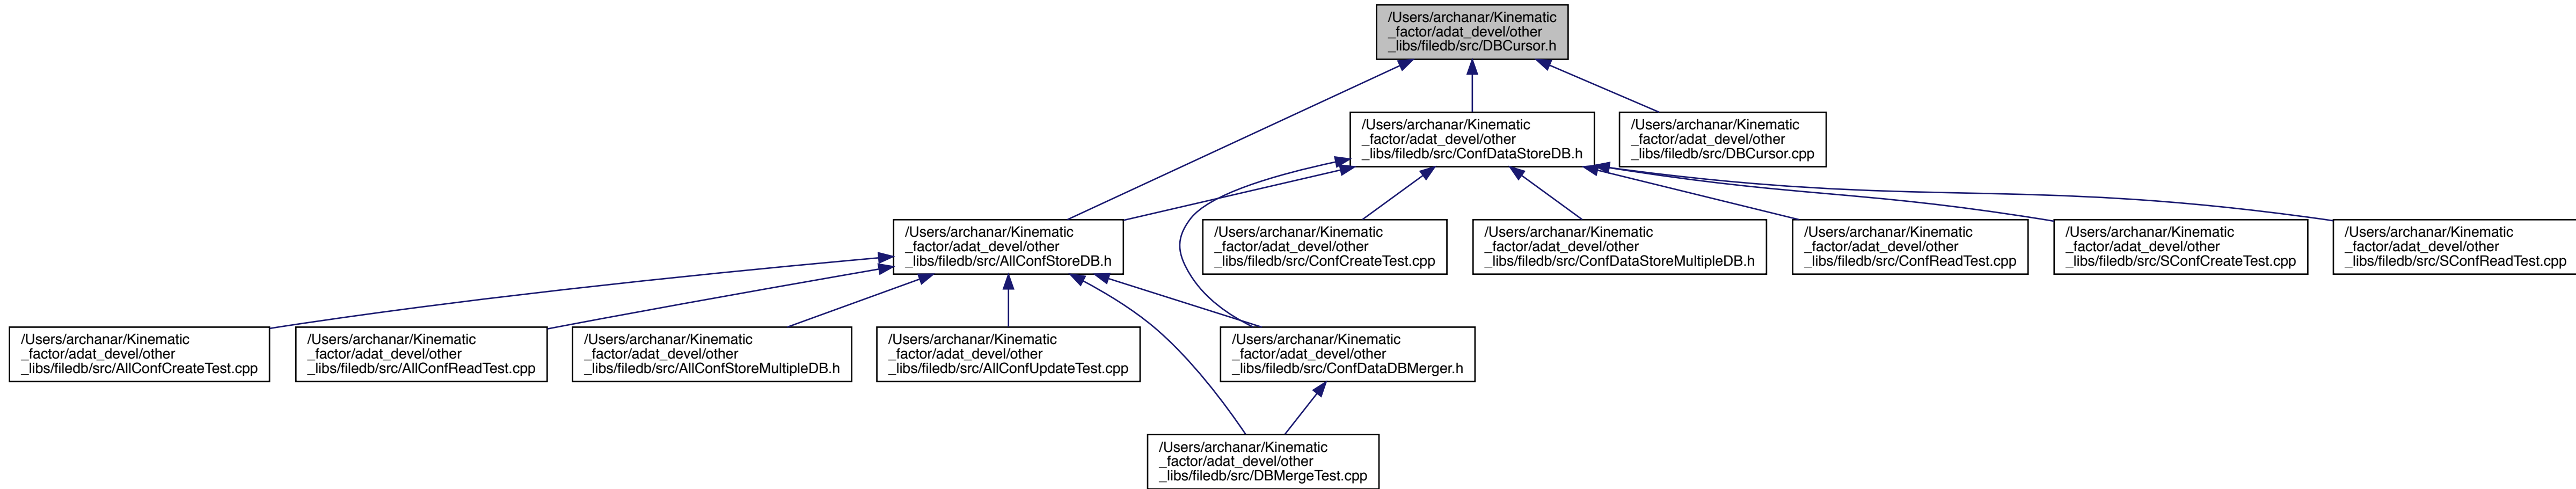 /Users/archanar/Kinematic
_factor/adat_devel/other
_libs/filedb/src/DBCursor.h
/Users/archanar/Kinematic
_factor/adat_devel/other
_libs/filedb/src/ConfDataStoreDB.h
/Users/archanar/Kinematic
_factor/adat_devel/other
_libs/filedb/src/DBCursor.cpp
/Users/archanar/Kinematic
_factor/adat_devel/other
_libs/filedb/src/AllConfStoreDB.h
/Users/archanar/Kinematic
_factor/adat_devel/other
_libs/filedb/src/ConfCreateTest.cpp
/Users/archanar/Kinematic
_factor/adat_devel/other
_libs/filedb/src/ConfDataStoreMultipleDB.h
/Users/archanar/Kinematic
_factor/adat_devel/other
_libs/filedb/src/ConfReadTest.cpp
/Users/archanar/Kinematic
_factor/adat_devel/other
_libs/filedb/src/SConfCreateTest.cpp
/Users/archanar/Kinematic
_factor/adat_devel/other
_libs/filedb/src/SConfReadTest.cpp
/Users/archanar/Kinematic
_factor/adat_devel/other
_libs/filedb/src/AllConfCreateTest.cpp
/Users/archanar/Kinematic
_factor/adat_devel/other
_libs/filedb/src/AllConfReadTest.cpp
/Users/archanar/Kinematic
_factor/adat_devel/other
_libs/filedb/src/AllConfStoreMultipleDB.h
/Users/archanar/Kinematic
_factor/adat_devel/other
_libs/filedb/src/AllConfUpdateTest.cpp
/Users/archanar/Kinematic
_factor/adat_devel/other
_libs/filedb/src/ConfDataDBMerger.h
/Users/archanar/Kinematic
_factor/adat_devel/other
_libs/filedb/src/DBMergeTest.cpp